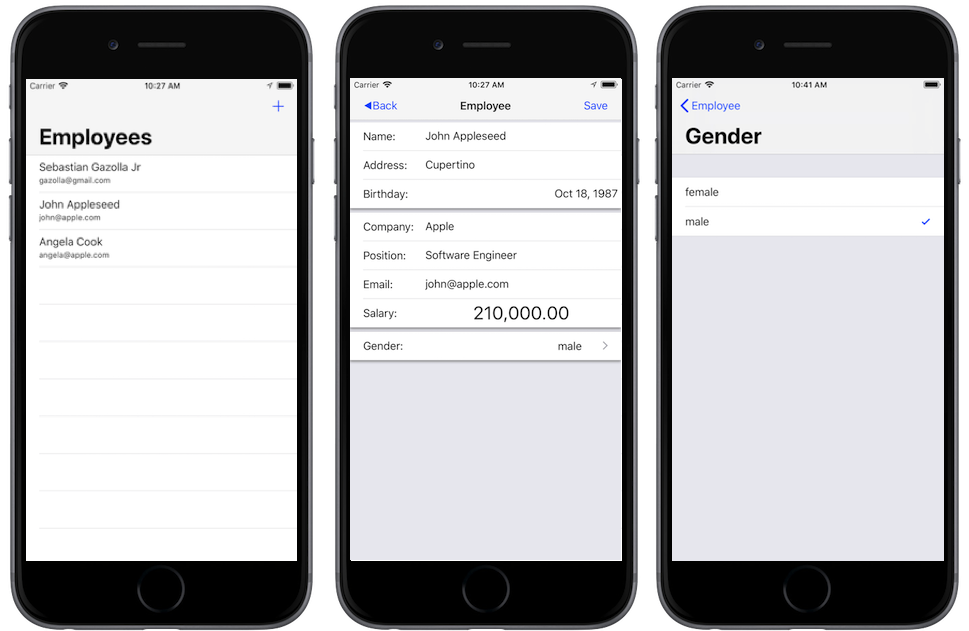 Carrier 10:27 AM
+
Employees
Sebastian Gazolla Jr
gazolla@gmail.com
John Appleseed
john@apple.com
Angela Cook
angela@apple.com
Carrier 10:27 AM
Back Employee Save
Name: John Appleseed
Address: Cupertino
Birthday: Oct 18, 1987
Company: Apple
Position: Software Engineer
Email: john@apple.com
Salary: 210,000.00
Gender: male
Carrier 10:41 AM
Employee
Gender
female
male